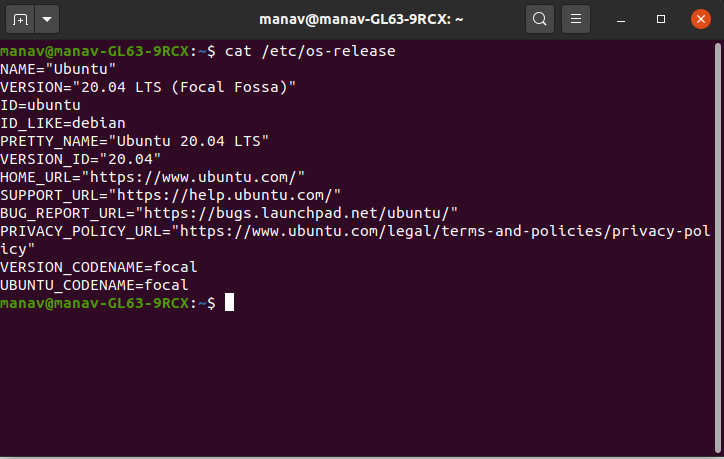 manav@manav-GL63-9RCX: ~
manav@manav-GL63-9RCX:~$ cat /etc/os-release
NAME="Ubuntu"
VERSION="20.04 LTS (Focal Fossa)"
ID=ubuntu
ID_LIKE=debian
PRETTY_NAME="Ubuntu 20.04 LTS"
VERSION_ID="20.04"
HOME_URL="https://www.ubuntu.com/"
SUPPORT_URL="https://help.ubuntu.com/"
BUG_REPORT_URL="https://bugs.launchpad.net/ubuntu/"
PRIVACY_POLICY_URL="https://www.ubuntu.com/legal/terms-and-policies/privacy-pol
icy"
VERSION_CODENAME=focal
UBUNTU_CODENAME=focal
manav@manav-GL63-9RCX:~$